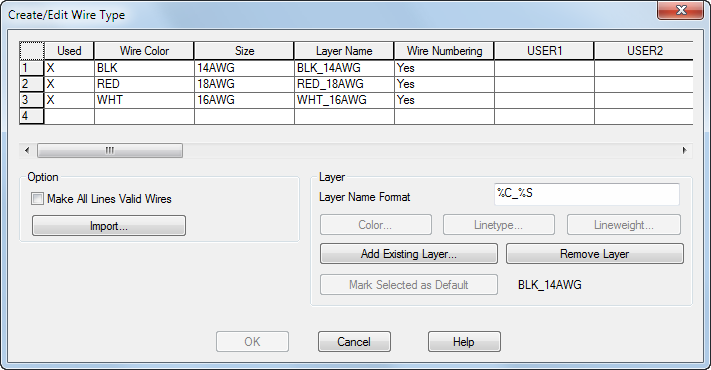 Create/Edit Wire Type
Used Wire Color Size Layer Name Wire Numbering USER1 USER2
1 X BLK 14AWG BLK_14AWG Yes
2 X RED 18AWG RED_18AWG Yes
3 X WHT 16AWG WHT_16AWG Yes
4
Option
Make All Lines Valid Wires
Import...
Layer
Layer Name Format %C_%S
Color... Linetype... Lineweight...
Add Existing Layer... Remove Layer
Mark Selected as Default BLK_14AWG
OK Cancel Help